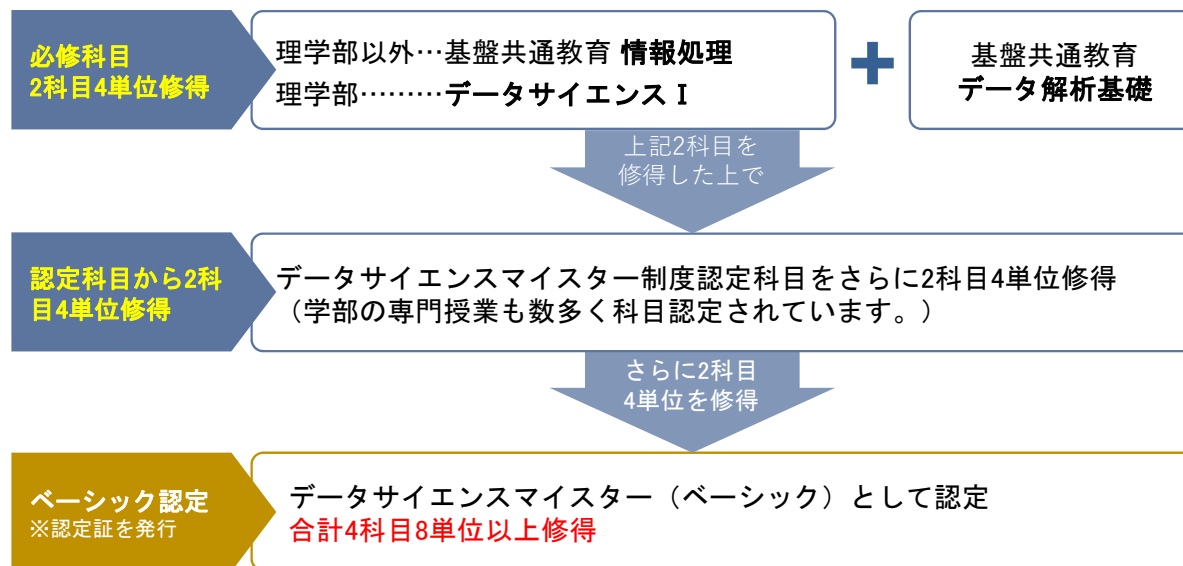 必修科目
2科目4単位修得
理学部以外…基盤共通教育 情報処理
理学部………データサイエンスⅠ
+
基盤共通教育
データ解析基礎
上記2科目を
修得した上で
認定科目から2科
目4単位修得
データサイエンスマイスター制度認定科目をさらに2科目4単位修得
（学部の専門授業も数多く科目認定されています。）
さらに2科目
4単位を修得
ベーシック認定
※認定証を発行
データサイエンスマイスター（ベーシック）として認定
合計4科目8単位以上修得